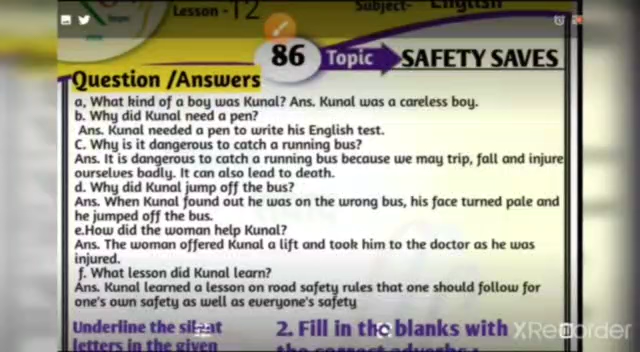 Lesson - 12 Subject- English
86 Topic SAFETY SAVES
Question /Answers
a, What kind of a boy was Kunal? Ans. Kunal was a careless boy.
b. Why did Kunal need a pen?
Ans. Kunal needed a pen to write his English test.
C. Why is it dangerous to catch a running bus?
Ans. It is dangerous to catch a running bus because we may trip, fall and injure
ourselves badly. It can also lead to death.
d. Why did Kunal jump off the bus?
Ans. When Kunal found out he was on the wrong bus, his face turned pale and
he jumped off the bus.
e.How did the woman help Kunal?
Ans. The woman offered Kunal a lift and took him to the doctor as he was
injured.
f. What lesson did Kunal learn?
Ans. Kunal learned a lesson on road safety rules that one should follow for
one's own safety as well as everyone's safety
Underline the silent 2. Fill in the blanks with XRecorder
letters in the given the correct adverbs :